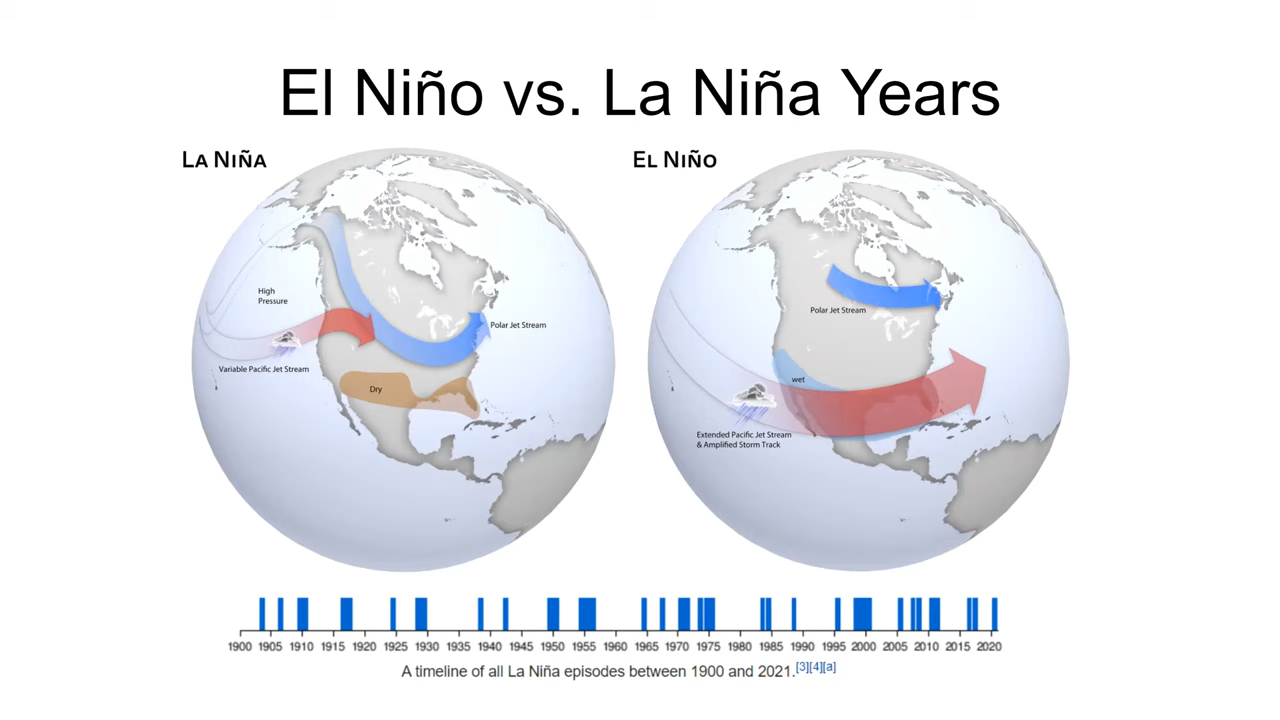 El Niño vs. La Niña Years
LA NIÑA
High
Pressure
Variable Pacific Jet Stream
Polar Jet Stream
Dry
EL NIÑO
Polar Jet Stream
wet
Extended Pacific Jet Stream
& Amplified Storm Track
1900 1905 1910 1915 1920 1925 1930 1935 1940 1945 1950 1955 1960 1965 1970 1975 1980 1985 1990 1995 2000 2005 2010 2015 2020
A timeline of all La Niña episodes between 1900 and 2021.[3][4][a]